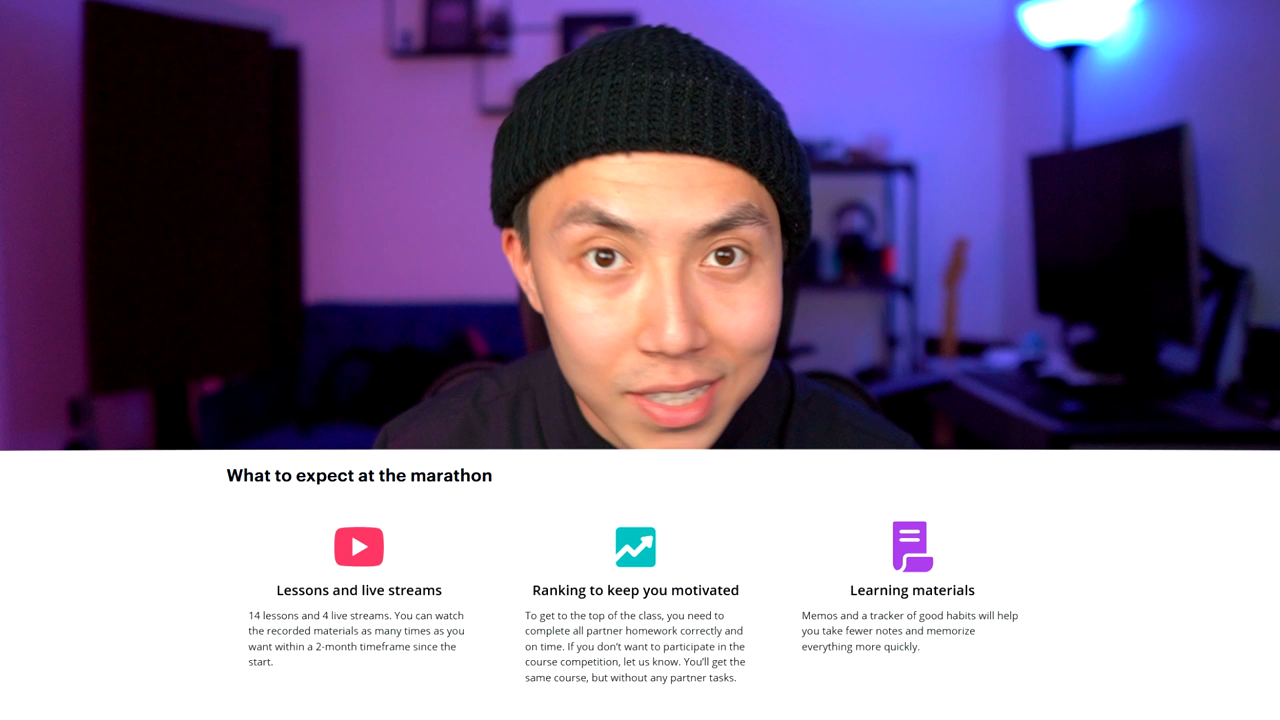 What to expect at the marathon
Lessons and live streams
14 lessons and 4 live streams. You can watch
the recorded materials as many times as you
want within a 2-month timeframe since the
start.
Ranking to keep you motivated
To get to the top of the class, you need to
complete all partner homework correctly and
on time. If you don't want to participate in the
course competition, let us know. You'll get the
same course, but without any partner tasks.
Learning materials
Memos and a tracker of good habits will help
you take fewer notes and memorize
everything more quickly.